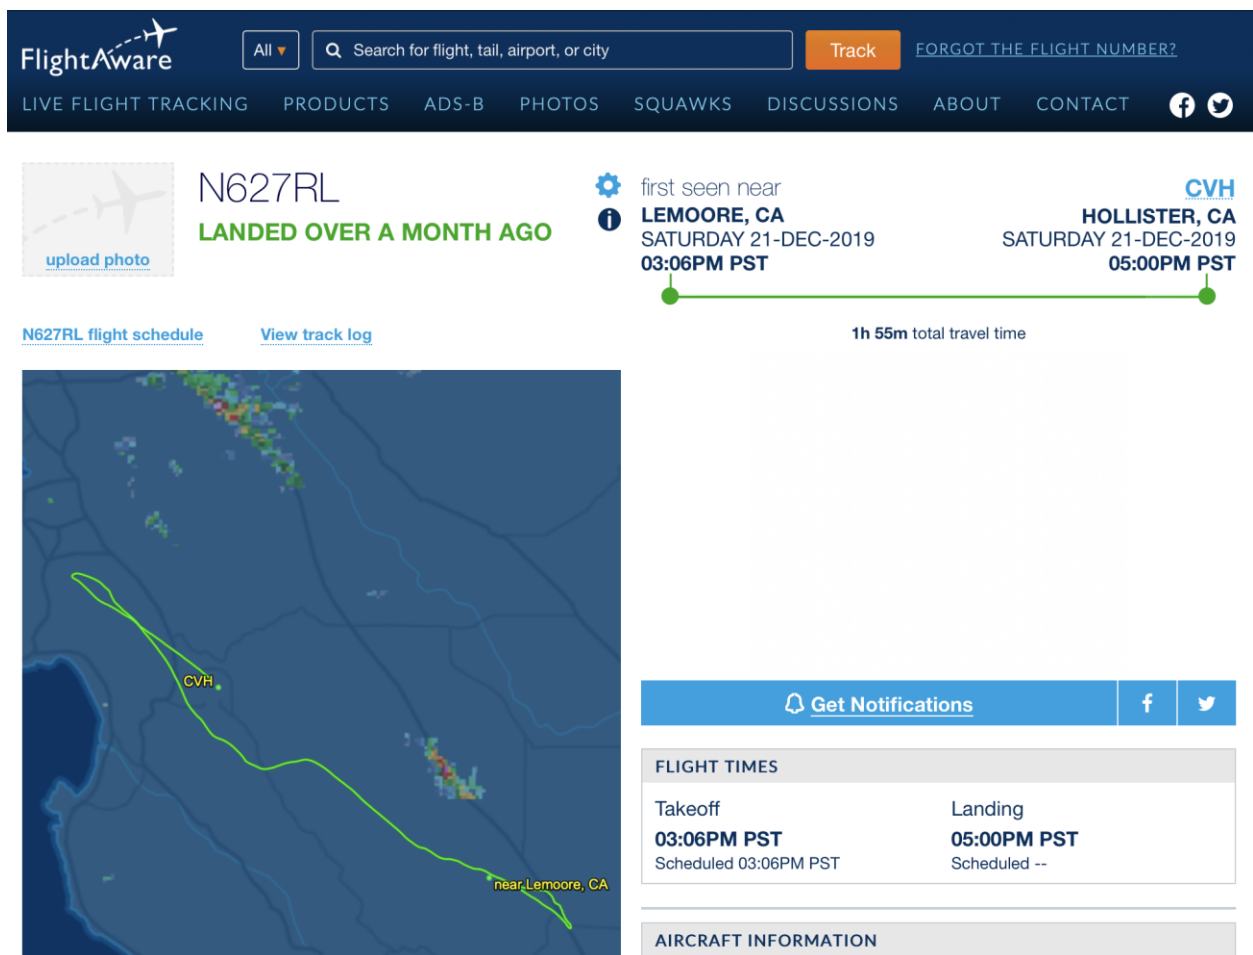 FlightAware
All ▾
Search for flight, tail, airport, or city
Track
FORGOT THE FLIGHT NUMBER?
LIVE FLIGHT TRACKING
PRODUCTS
ADS-B
PHOTOS
SQUAWKS
DISCUSSIONS
ABOUT
CONTACT
upload photo
N627RL
LANDED OVER A MONTH AGO
first seen near
LEMOORE, CA
SATURDAY 21-DEC-2019
03:06PM PST
CVH
HOLLISTER, CA
SATURDAY 21-DEC-2019
05:00PM PST
1h 55m total travel time
N627RL flight schedule
View track log
CVH
near Lemoore, CA
Get Notifications
FLIGHT TIMES
Takeoff
03:06PM PST
Scheduled 03:06PM PST
Landing
05:00PM PST
Scheduled --
AIRCRAFT INFORMATION